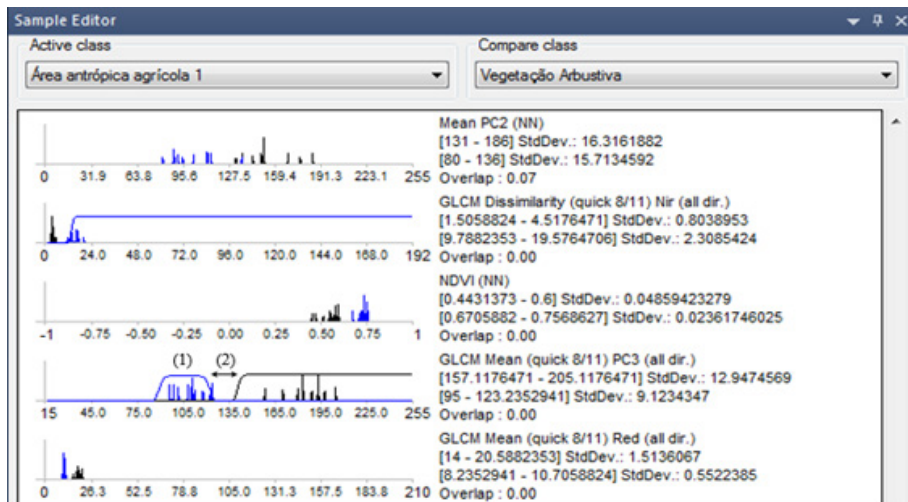 Sample Editor
Active class
Compare class
Área antrópica agrícola 1
Vegetação Arbustiva
Mean PC2 (NN)
[131 - 186] StdDev.: 16.3161882
[80 - 136] StdDev.: 15.7134592
0 31.9 63.8 95.6 127.5 159.4 191.3 223.1 255 Overlap : 0.07
GLCM Dissimilarity (quick 8/11) Nir (all dir.)
[1.5058824 - 4.5176471] StdDev.: 0.8038953
[9.7882353 - 19.5764706] StdDev.: 2.3085424
0 24.0 48.0 72.0 96.0 120.0 144.0 168.0 192 Overlap : 0.00
NDVI (NN)
[0.4431373 - 0.6] StdDev.: 0.04859423279
[0.6705882 - 0.7568627] StdDev.: 0.02361746025
-1 -0.75 -0.50 -0.25 0.00 0.25 0.50 0.75 1 Overlap : 0.00
(1) (2)
GLCM Mean (quick 8/11) PC3 (all dir.)
[157.1176471 - 205.1176471] StdDev.: 12.9474569
[95 - 123.2352941] StdDev.: 9.1234347
15 45.0 75.0 105.0 135.0 165.0 195.0 225.0 255 Overlap : 0.00
GLCM Mean (quick 8/11) Red (all dir.)
[14 - 20.5882353] StdDev.: 1.5136067
[8.2352941 - 10.7058824] StdDev.: 0.5522385
0 26.3 52.5 78.8 105.0 131.3 157.5 183.8 210 Overlap : 0.00